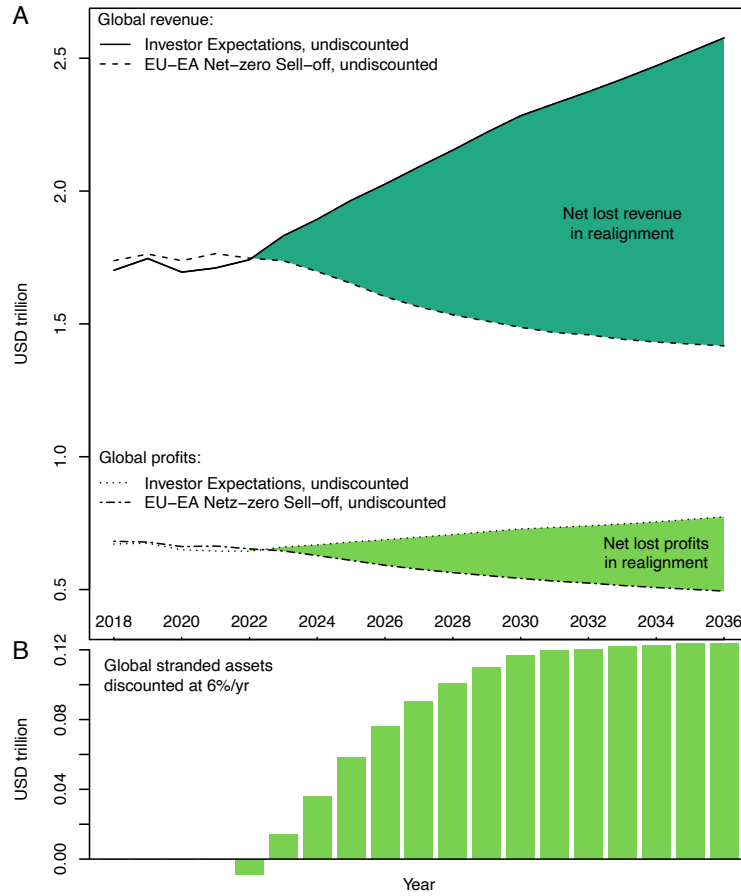 A
Global revenue:
Investor Expectations, undiscounted
EU−EA Net−zero Sell−off, undiscounted
2.5
2.0
1.5
1.0
0.5
USD trillion
Net lost revenue
in realignment
Global profits:
Investor Expectations, undiscounted
EU−EA Netz−zero Sell−off, undiscounted
Net lost profits
in realignment
2018 2020 2022 2024 2026 2028 2030 2032 2034 2036
B
Global stranded assets
discounted at 6%/yr
0.12
0.08
0.04
0.00
USD trillion
Year